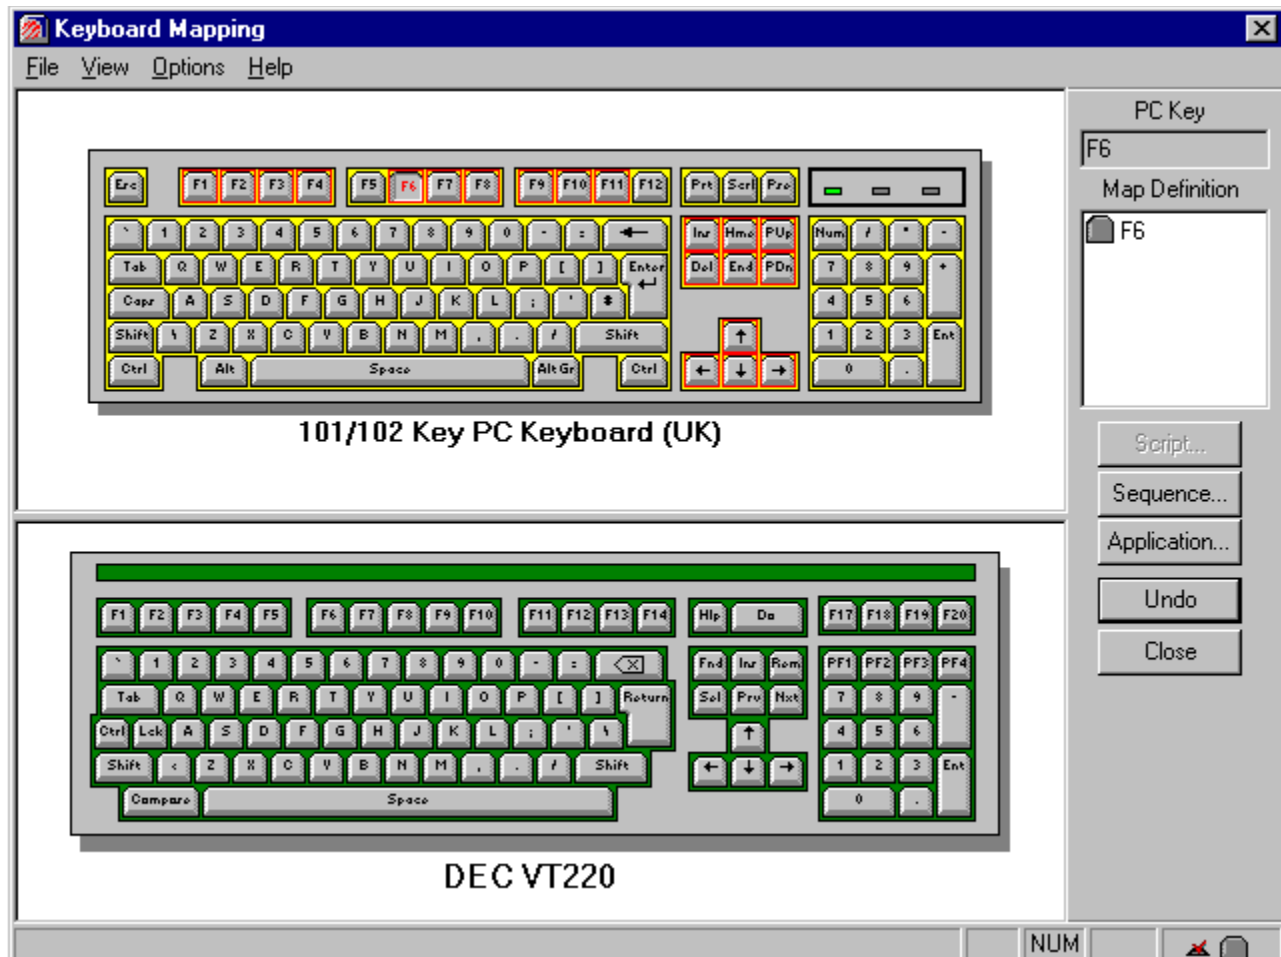 Keyboard Mapping
File View Options Help
PC Key
F6
Map Definition
F6
Esc F1 F2 F3 F4 F5 F6 F7 F8 F9 F10 F11 F12 Prt Scrl Pse
` 1 2 3 4 5 6 7 8 9 0 - = Ins Hme PUp Num / * -
Tab Q W E R T Y U I O P [ ] Enter Del End PDn 7 8 9 +
Caps A S D F G H J K L ; ' # 4 5 6
Shift \ Z X C V B N M , . / Shift ↑ 1 2 3 Ent
Ctrl Alt Space Alt Gr Ctrl ← ↓ → 0 .
101/102 Key PC Keyboard (UK)
Script...
Sequence...
Application...
Undo
Close
F1 F2 F3 F4 F5 F6 F7 F8 F9 F10 F11 F12 F13 F14 Hlp Do F17 F18 F19 F20
` 1 2 3 4 5 6 7 8 9 0 - = Fnd Ins Rem PF1 PF2 PF3 PF4
Tab Q W E R T Y U I O P [ ] Return Sel Prv Nxt 7 8 9 -
Ctrl Lck A S D F G H J K L ; ' \ ↑ 4 5 6
Shift < Z X C V B N M , . / Shift ← ↓ → 1 2 3 Ent
Compose Space 0 .
DEC VT220
NUM